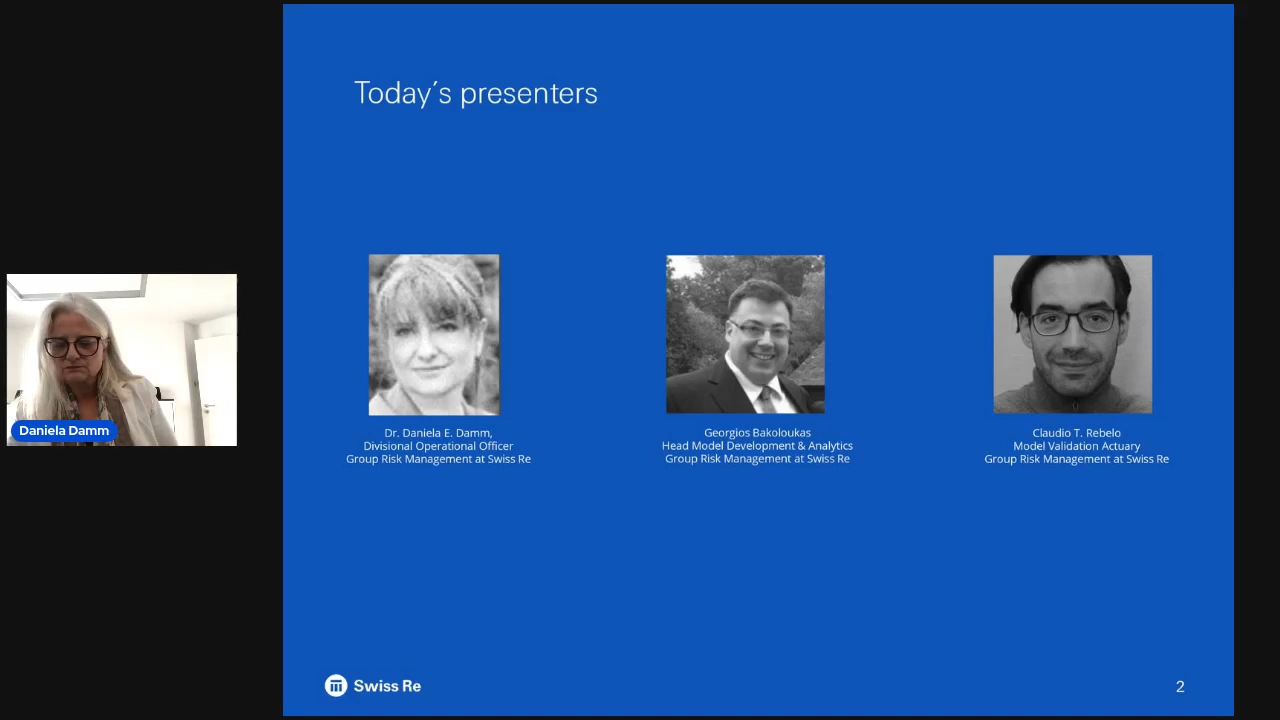 Today´s presenters
Daniela Damm
Dr. Daniela E. Damm,
Divisional Operational Officer
Group Risk Management at Swiss Re
Georgios Bakoloukas
Head Model Development & Analytics
Group Risk Management at Swiss Re
Claudio T. Rebelo
Model Validation Actuary
Group Risk Management at Swiss Re
Swiss Re
2